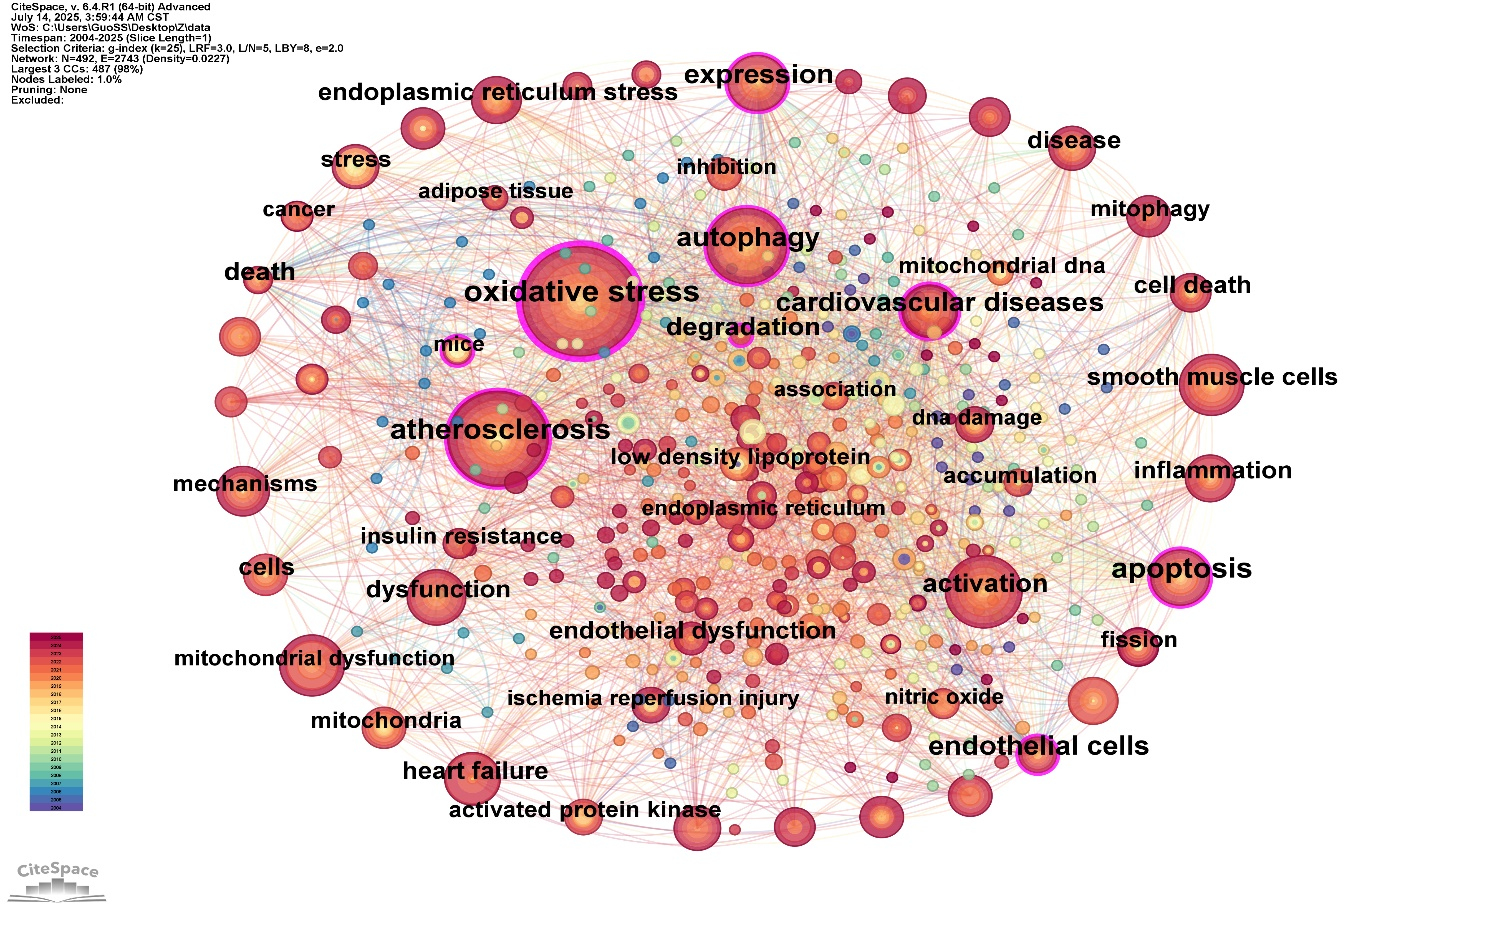 CiteSpace, v. 6.4.R1 (64-bit) Advanced
July 14, 2025, 3:59:44 AM CST
WoS: C:\Users\GuoSS\Desktop\Z\data
Timespan: 2004-2025 (Slice Length=1)
Selection Criteria: g-index (k=25), LRF=3.0, L/N=5, LBY=8, e=2.0
Network: N=492, E=2743 (Density=0.0227)
Largest 3 CCs: 487 (98%)
Nodes Labeled: 1.0%
Pruning: None
Excluded:
expression
endoplasmic reticulum stress
disease
stress
inhibition
adipose tissue
cancer
mitophagy
autophagy
death
mitochondrial dna
cell death
oxidative stress
cardiovascular diseases
degradation
mice
smooth muscle cells
association
dna damage
atherosclerosis
low density lipoprotein
inflammation
accumulation
mechanisms
endoplasmic reticulum
insulin resistance
cells
apoptosis
activation
dysfunction
endothelial dysfunction
fission
mitochondrial dysfunction
ischemia reperfusion injury
nitric oxide
mitochondria
endothelial cells
heart failure
activated protein kinase
CiteSpace